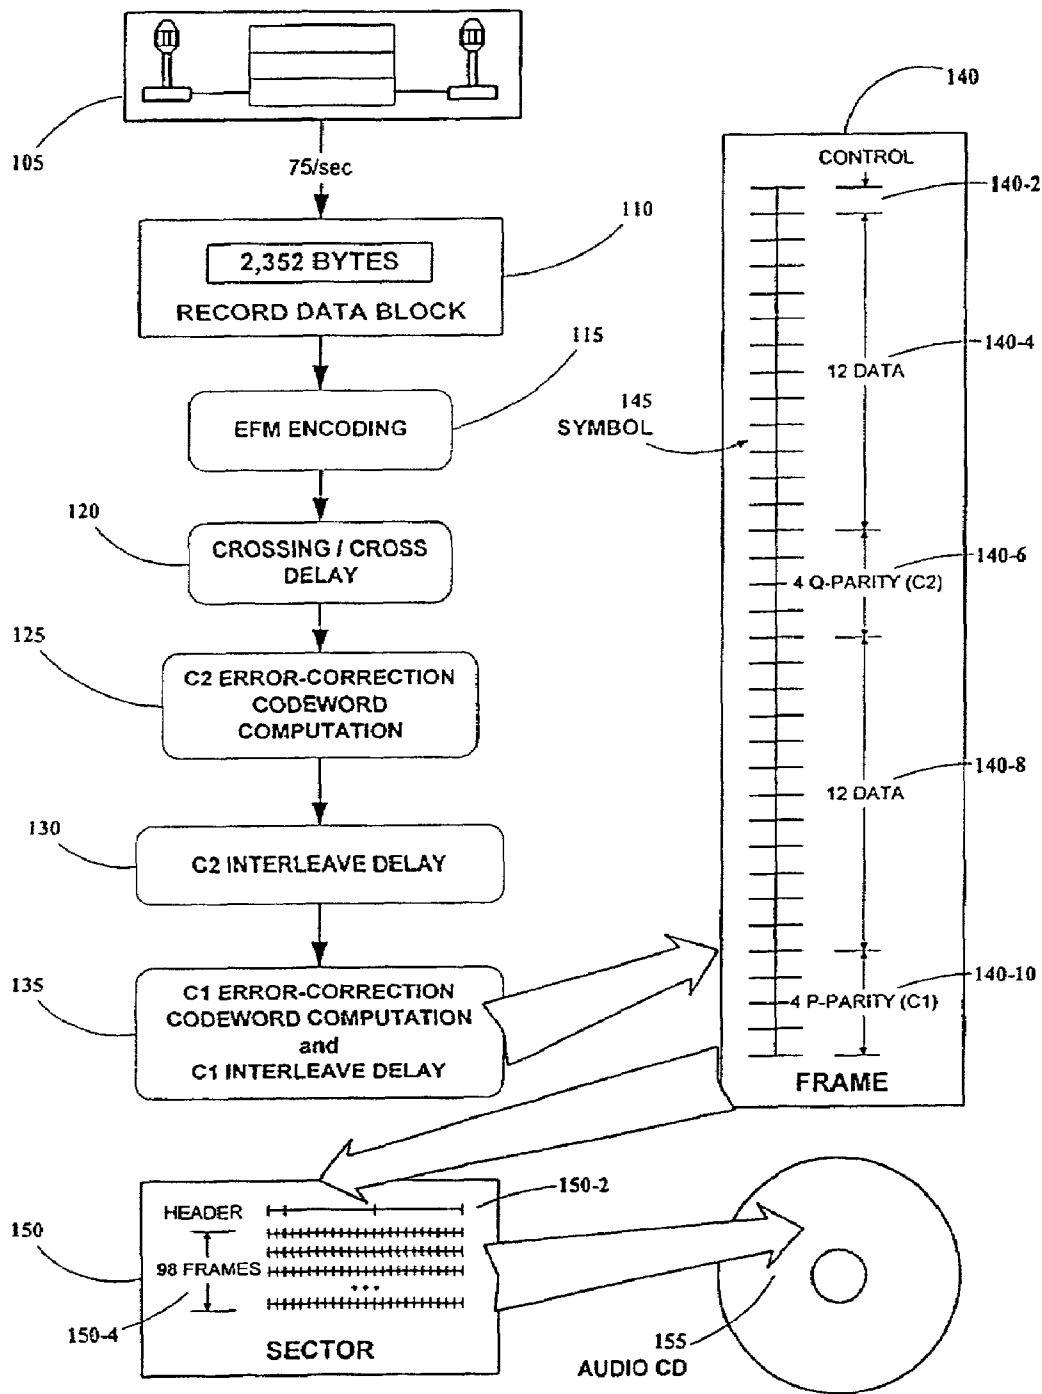 105
75/sec
110
2,352 BYTES
RECORD DATA BLOCK
115
EFM ENCODING
120
CROSSING / CROSS
DELAY
125
C2 ERROR-CORRECTION
CODEWORD
COMPUTATION
130
C2 INTERLEAVE DELAY
135
C1 ERROR-CORRECTION
CODEWORD COMPUTATION
and
C1 INTERLEAVE DELAY
140
CONTROL
140-2
140-4
12 DATA
145
SYMBOL
140-6
4 Q-PARITY (C2)
140-8
12 DATA
140-10
4 P-PARITY (C1)
FRAME
150-2
HEADER
150
98 FRAMES
150-4
SECTOR
155
AUDIO CD